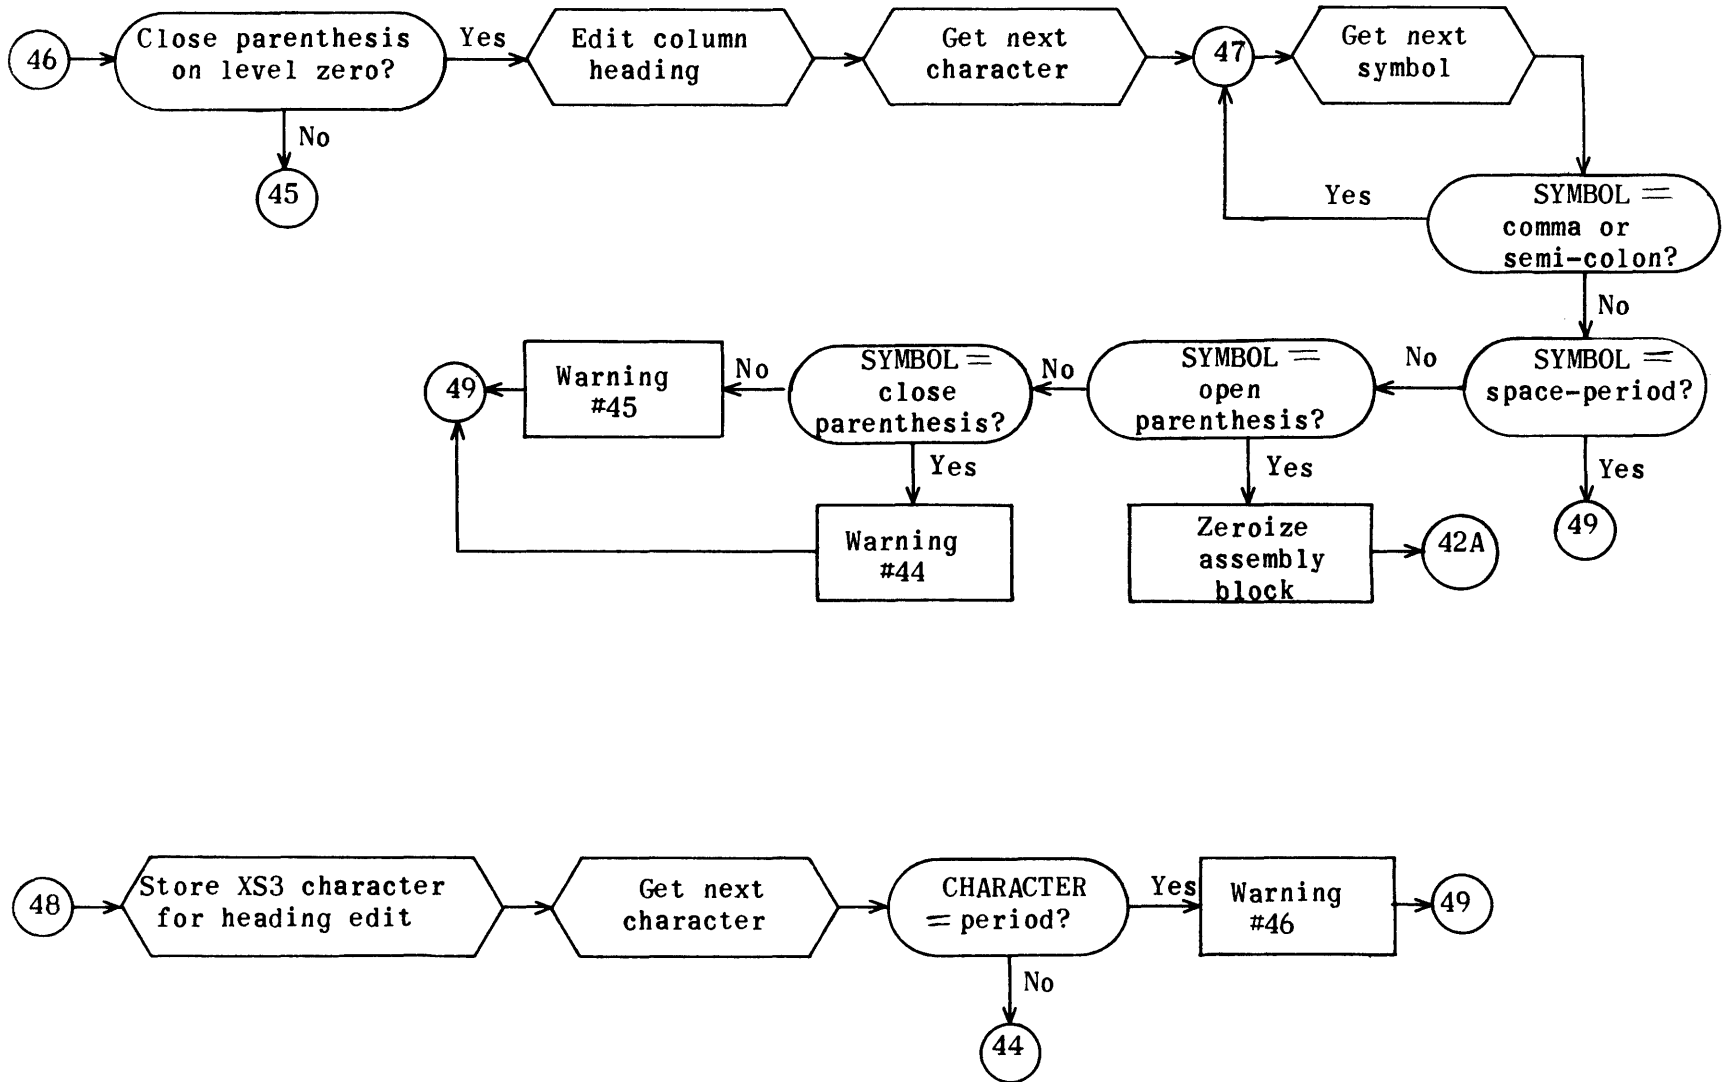 46
Close parenthesis
on level zero?
Yes
Edit column
heading
Get next
character
47
Get next
symbol
No
45
Yes
SYMBOL =
comma or
semi-colon?
No
49
Warning
#45
No
SYMBOL =
close
parenthesis?
No
SYMBOL =
open
parenthesis?
No
SYMBOL =
space-period?
Yes
Yes
Yes
Warning
#44
Zeroize
assembly
block
42A
49
48
Store XS3 character
for heading edit
Get next
character
CHARACTER
= period?
Yes
Warning
#46
49
No
44